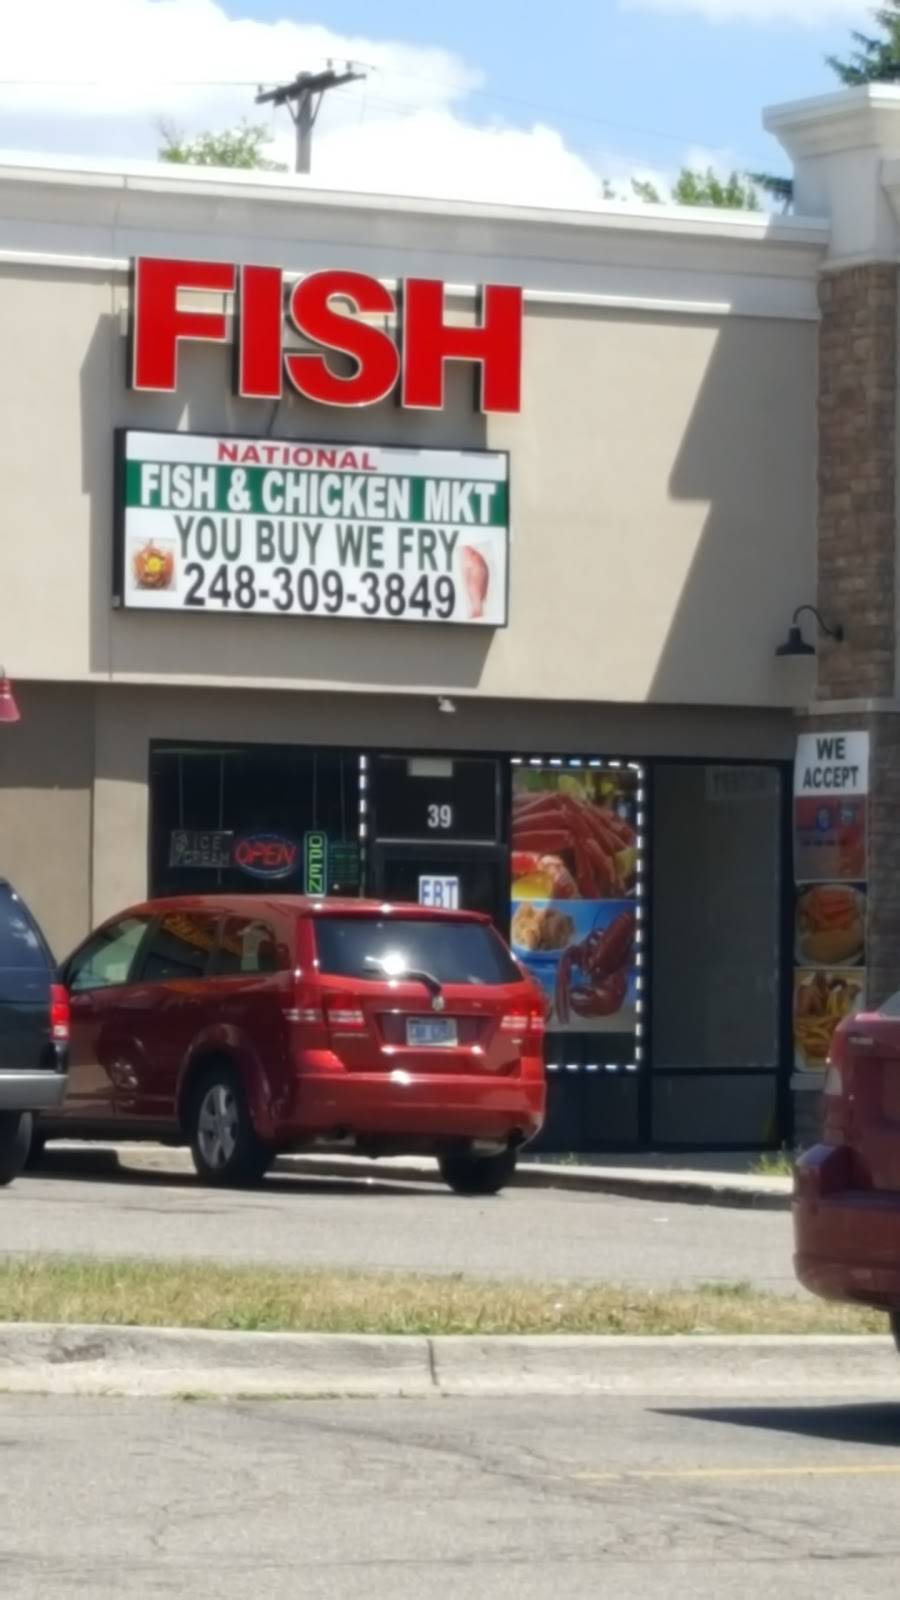 FISH
NATIONAL
FISH & CHICKEN MKT
YOU BUY WE FRY
248-309-3849
WE
ACCEPT
39
ICE
CREAM
OPEN
OPEN
EBT